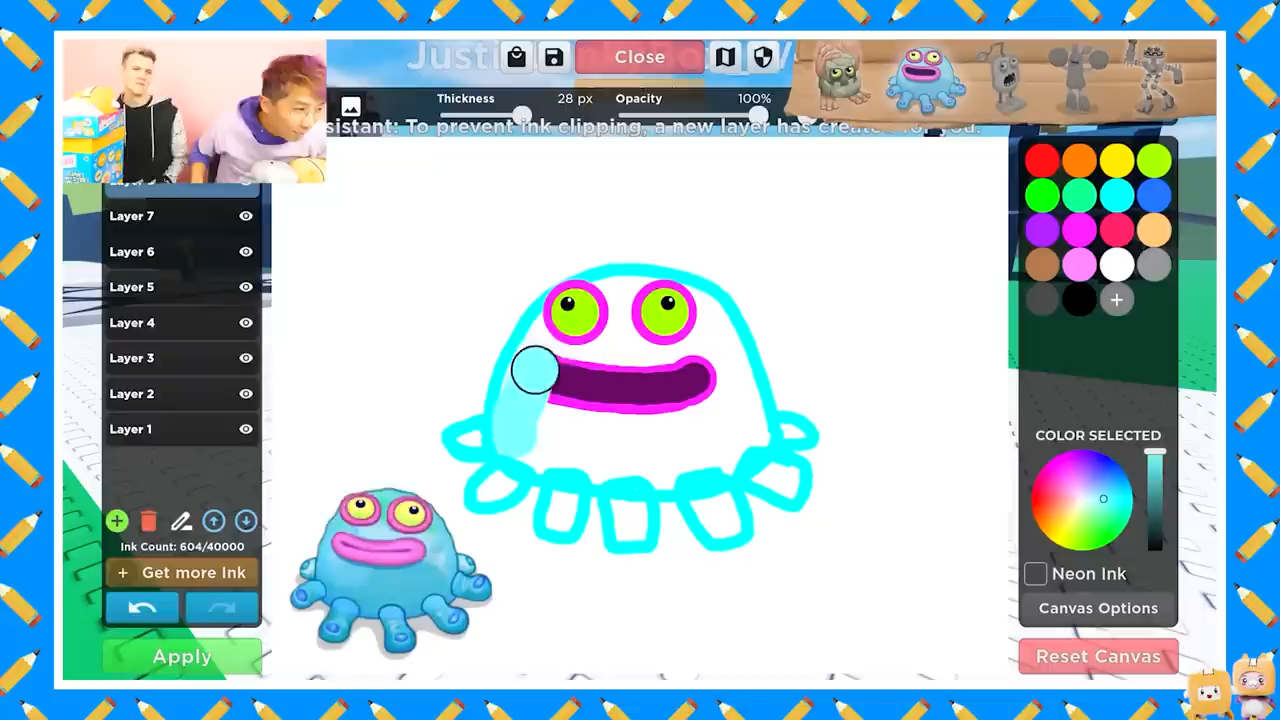 Justi
Close
Thickness
28 px
Opacity
100%
sistant: To prevent ink clipping, a new layer has create
you.
Layer 7
Layer 6
Layer 5
Layer 4
Layer 3
Layer 2
Layer 1
Ink Count: 604/40000
+ Get more Ink
Apply
COLOR SELECTED
Neon Ink
Canvas Options
Reset Canvas